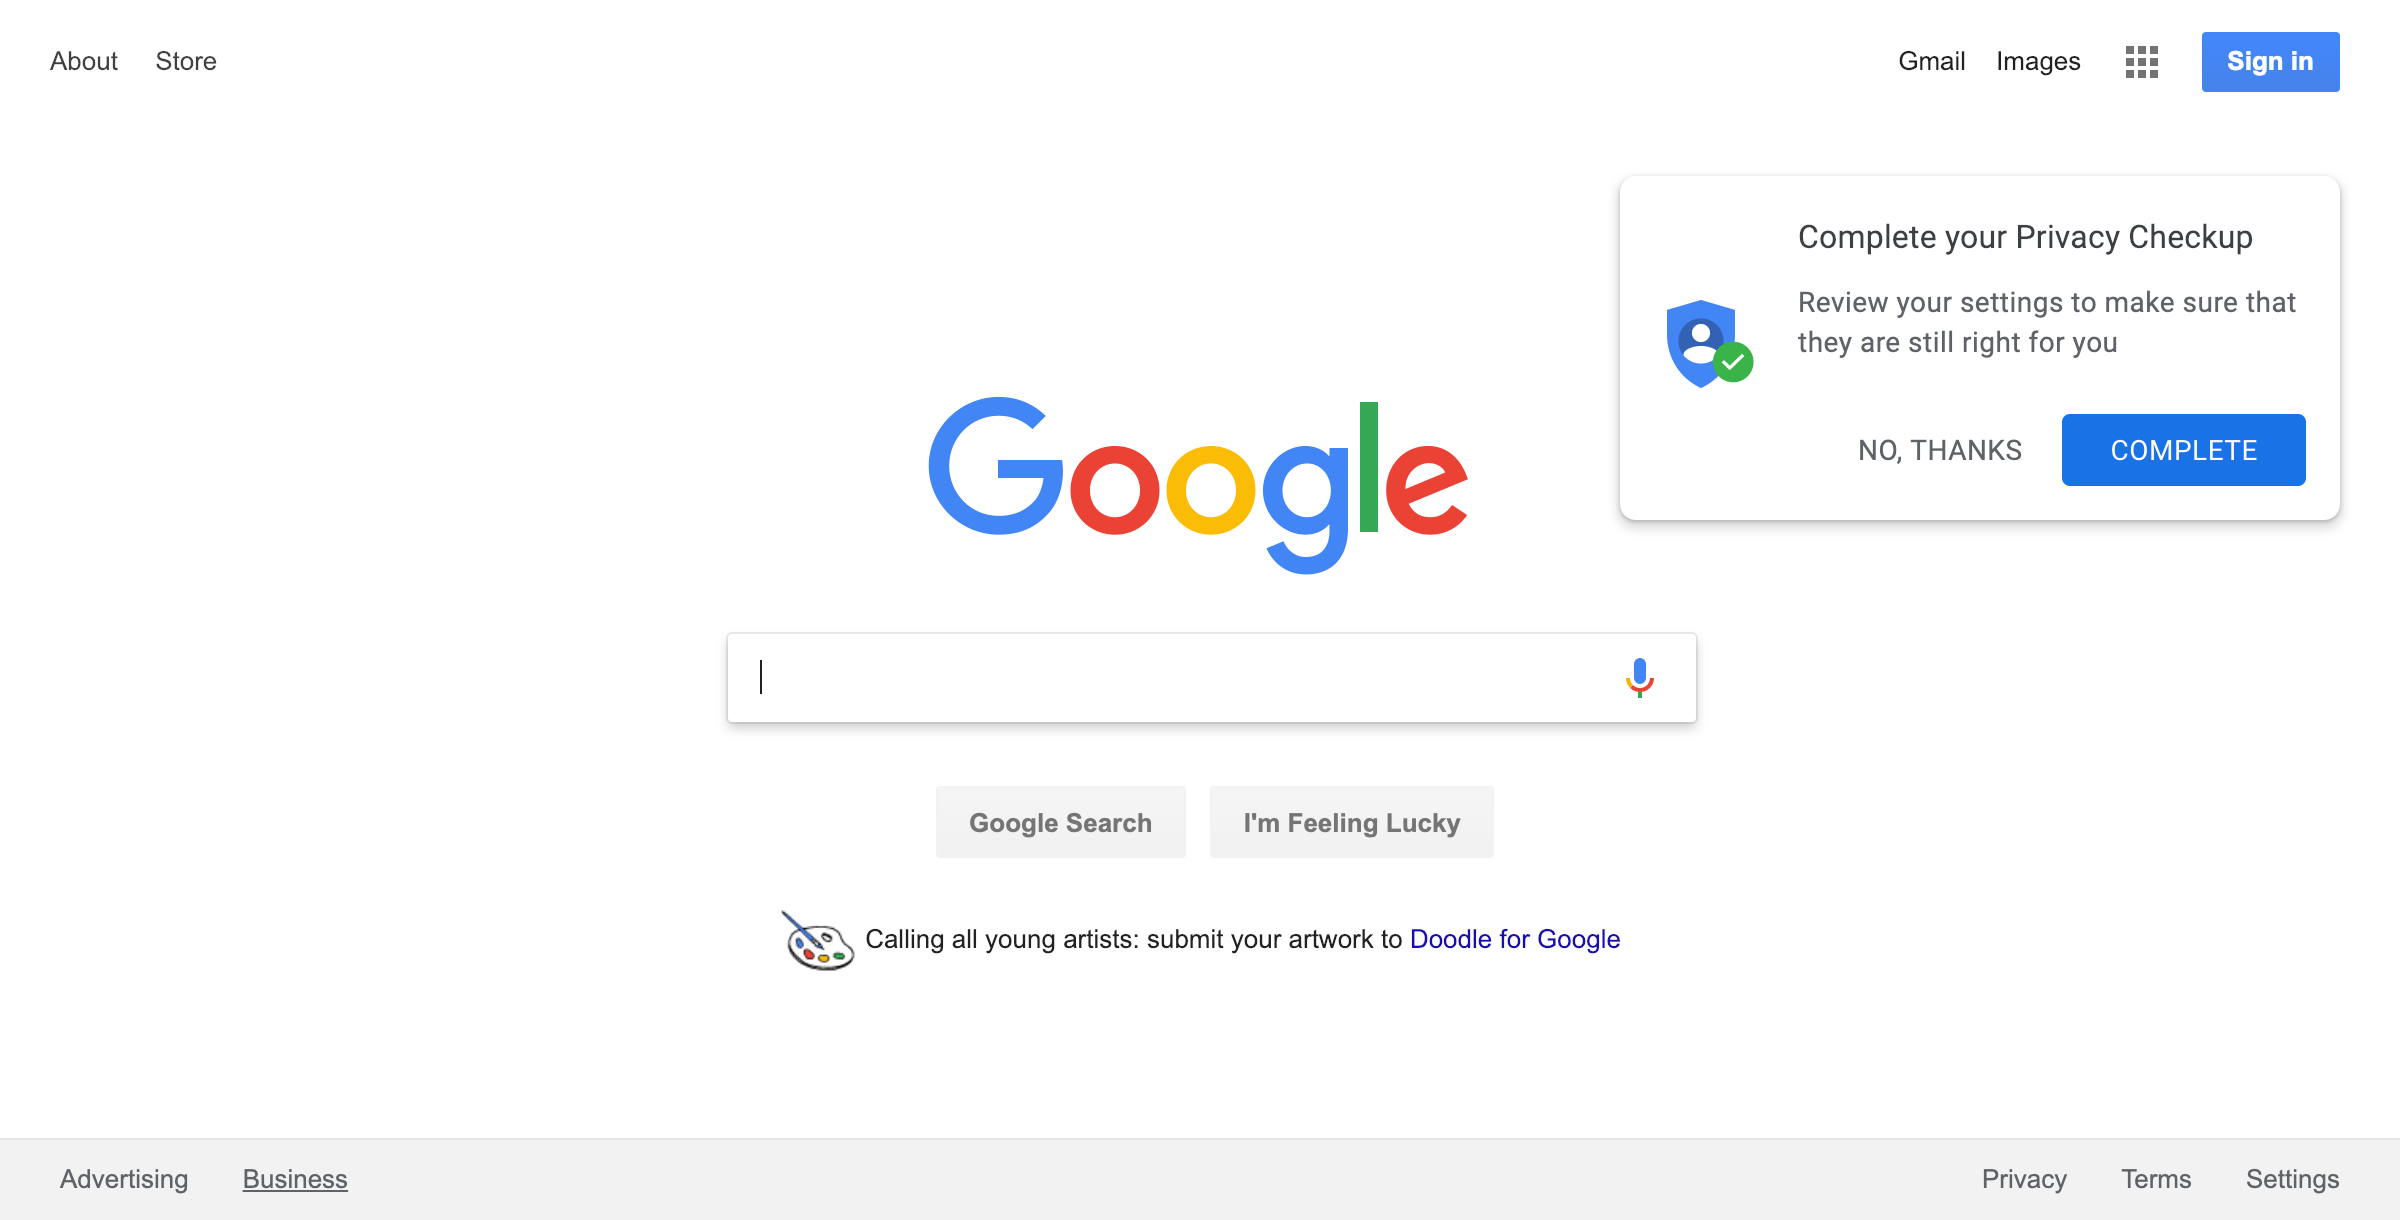 About Store
Gmail Images Sign in
Complete your Privacy Checkup
Review your settings to make sure that
they are still right for you
NO, THANKS COMPLETE
Google
Google Search I'm Feeling Lucky
Calling all young artists: submit your artwork to Doodle for Google
Advertising Business
Privacy Terms Settings